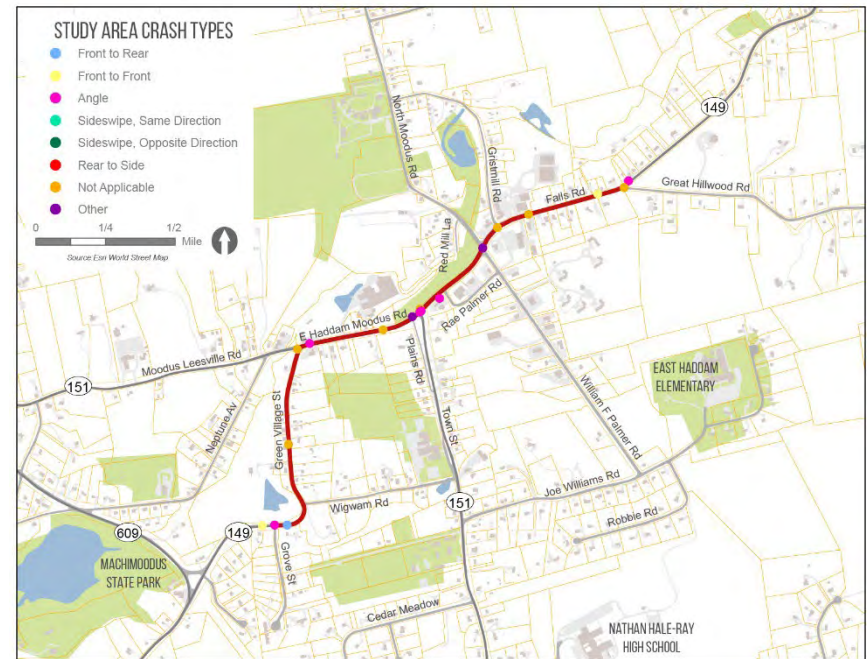 STUDY AREA CRASH TYPES
Front to Rear
Front to Front
Angle
Sideswipe, Same Direction
Sideswipe, Opposite Direction
Rear to Side
Not Applicable
Other
0 1/4 1/2
Mile
Source Esri World Street Map
North Moodus Rd
Gristmill Rd
149
Falls Rd
Great Hillwood Rd
Red Mill La
Rae Palmer Rd
E Haddam Moodus Rd
Moodus Leesville Rd
Plains Rd
151
Neptune Av
Green Village St
Town St
William F Palmer Rd
EAST HADDAM
ELEMENTARY
Wigwam Rd
151
Joe Williams Rd
Robbie Rd
609
149
Grove St
MACHIMOODUS
STATE PARK
Cedar Meadow
NATHAN HALE-RAY
HIGH SCHOOL